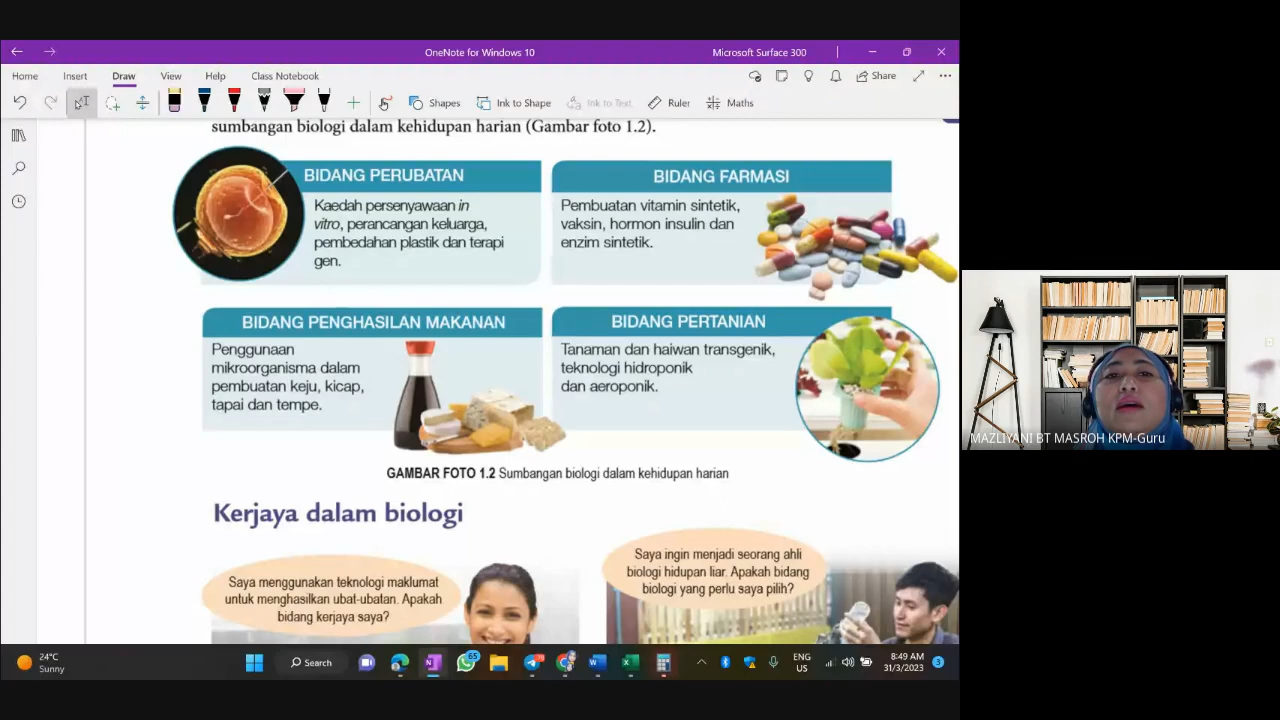 OneNote for Windows 10
Microsoft Surface 300
Home Insert Draw View Help Class Notebook
Share
Shapes Ink to Shape Ink to Text Ruler Maths
sumbangan biologi dalam kehidupan harian (Gambar foto 1.2).
BIDANG PERUBATAN
Kaedah persenyawaan in
vitro, perancangan keluarga,
pembedahan plastik dan terapi
gen.
BIDANG FARMASI
Pembuatan vitamin sintetik,
vaksin, hormon insulin dan
enzim sintetik.
BIDANG PENGHASILAN MAKANAN
Penggunaan
mikroorganisma dalam
pembuatan keju, kicap,
tapai dan tempe.
BIDANG PERTANIAN
Tanaman dan haiwan transgenik,
teknologi hidroponik
dan aeroponik.
GAMBAR FOTO 1.2 Sumbangan biologi dalam kehidupan harian
Kerjaya dalam biologi
Saya menggunakan teknologi maklumat
untuk menghasilkan ubat-ubatan. Apakah
bidang kerjaya saya?
Saya ingin menjadi seorang ahli
biologi hidupan liar. Apakah bidang
biologi yang perlu saya pilih?
MAZLIYANI BT MASROH KPM-Guru
24°C
Sunny
Search
65
ENG
US
8:49 AM
31/3/2023
3